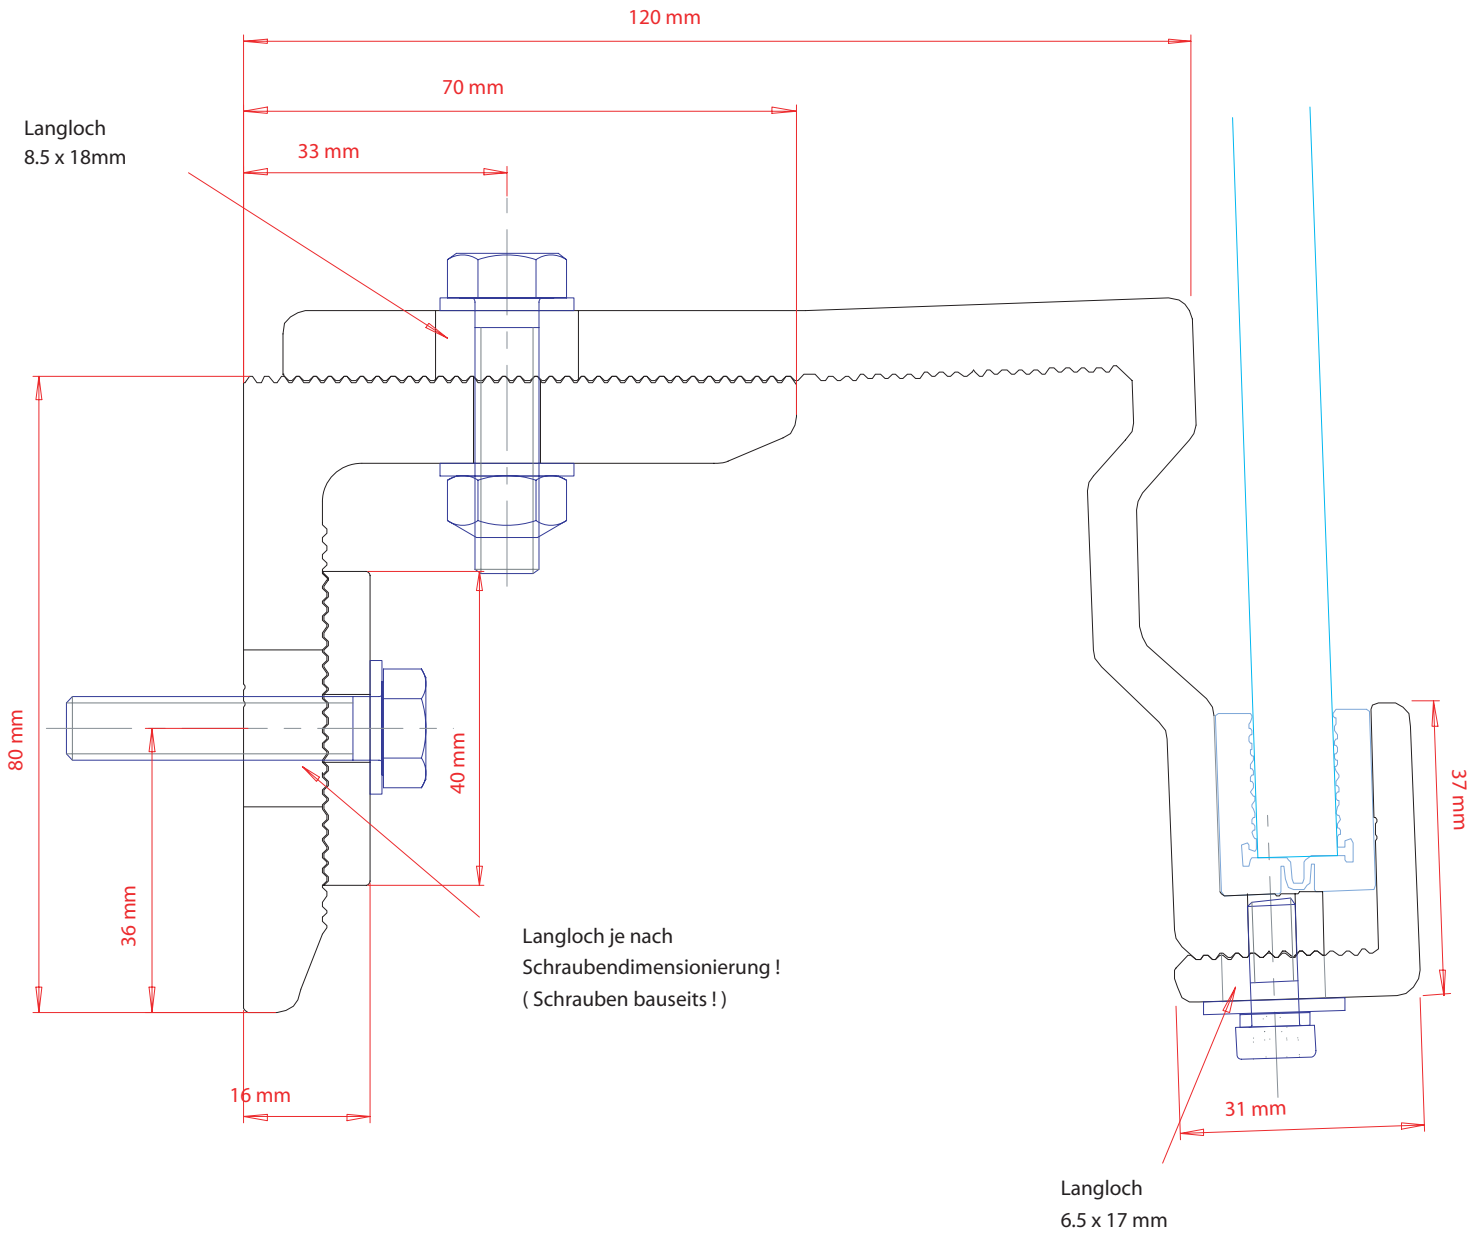 120 mm
70 mm
Langloch
8.5 x 18mm
33 mm
80 mm
40 mm
37 mm
36 mm
Langloch je nach
Schraubendimensionierung !
( Schrauben bauseits ! )
16 mm
31 mm
Langloch
6.5 x 17 mm